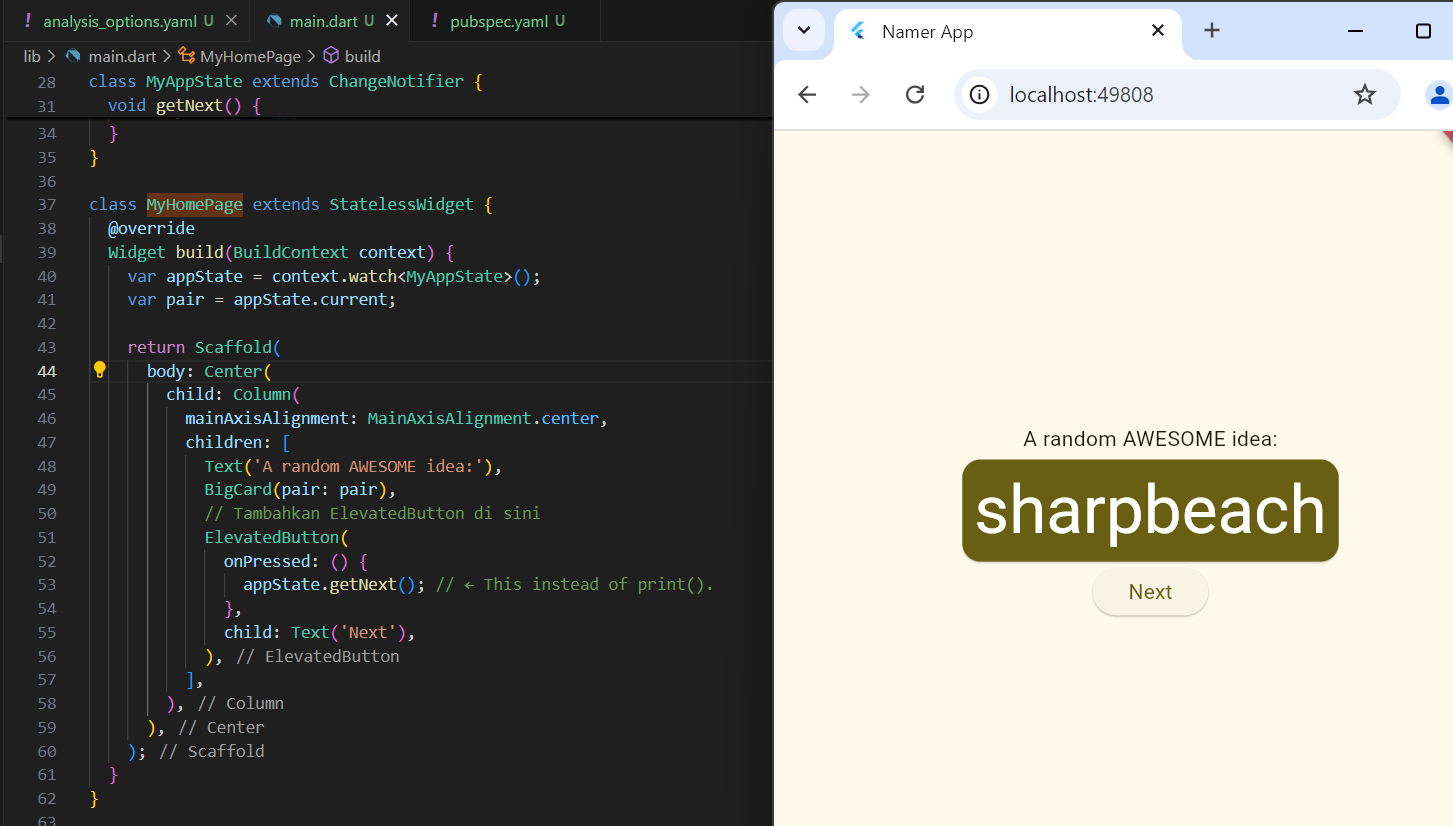 ! analysis_options.yaml U × main.dart U × ! pubspec.yaml U
lib > main.dart > MyHomePage > build
28 class MyAppState extends ChangeNotifier {
31 void getNext() {
34 }
35 }
36
37 class MyHomePage extends StatelessWidget {
38 @override
39 Widget build(BuildContext context) {
40 var appState = context.watch<MyAppState>();
41 var pair = appState.current;
42
43 return Scaffold(
44 body: Center(
45 child: Column(
46 mainAxisAlignment: MainAxisAlignment.center,
47 children: [
48 Text('A random AWESOME idea:'),
49 BigCard(pair: pair),
50 // Tambahkan ElevatedButton di sini
51 ElevatedButton(
52 onPressed: () {
53 appState.getNext(); // ← This instead of print().
54 },
55 child: Text('Next'),
56 ), // ElevatedButton
57 ],
58 ), // Column
59 ), // Center
60 ); // Scaffold
61 }
62 }
63
Namer App
localhost:49808
A random AWESOME idea:
sharpbeach
Next